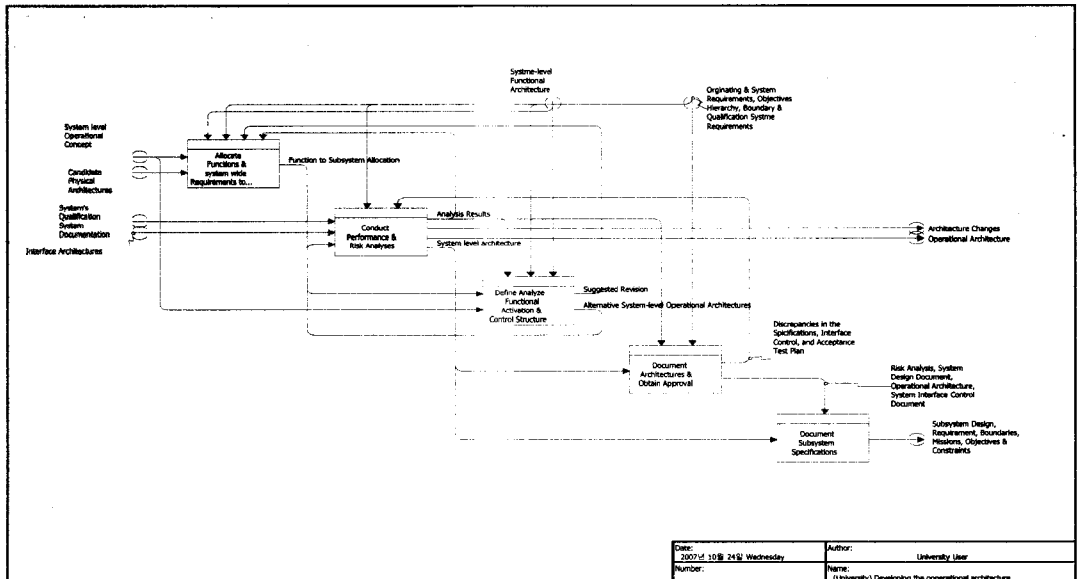 Systme-level
Functional
Architecture
Orginating & System
Requirements, Objectives
Hierarchy, Boundary &
Qualification Systme
Requirements
System level
Operational
Concept
Candidate
Physical
Architectures
Allocate
Functions &
system wide
Requirements to...
Function to Subsystem Allocation
System's
Qualification
System
Documentation
Interface Architectures
Conduct
Performance &
Risk Analyses
Analysis Results
System level architecture
Architecture Changes
Operational Architecture
Define Analyze
Functional
Activation &
Control Structure
Suggested Revision
Alternative System-level Operational Architectures
Discrepancies in the
Spicifications, Interface
Control, and Acceptance
Test Plan
Document
Architectures &
Obtain Approval
Risk Analysis, System
Design Document,
Operational Architecture,
System Interface Control
Document
Document
Subsystem
Specifications
Subsystem Design,
Requirement, Boundaries,
Missions, Objectives &
Constraints
Date:
2007년 10월 24일 Wednesday
Author:
University User
Number:
Name:
(University) Developing the ooperational architecture